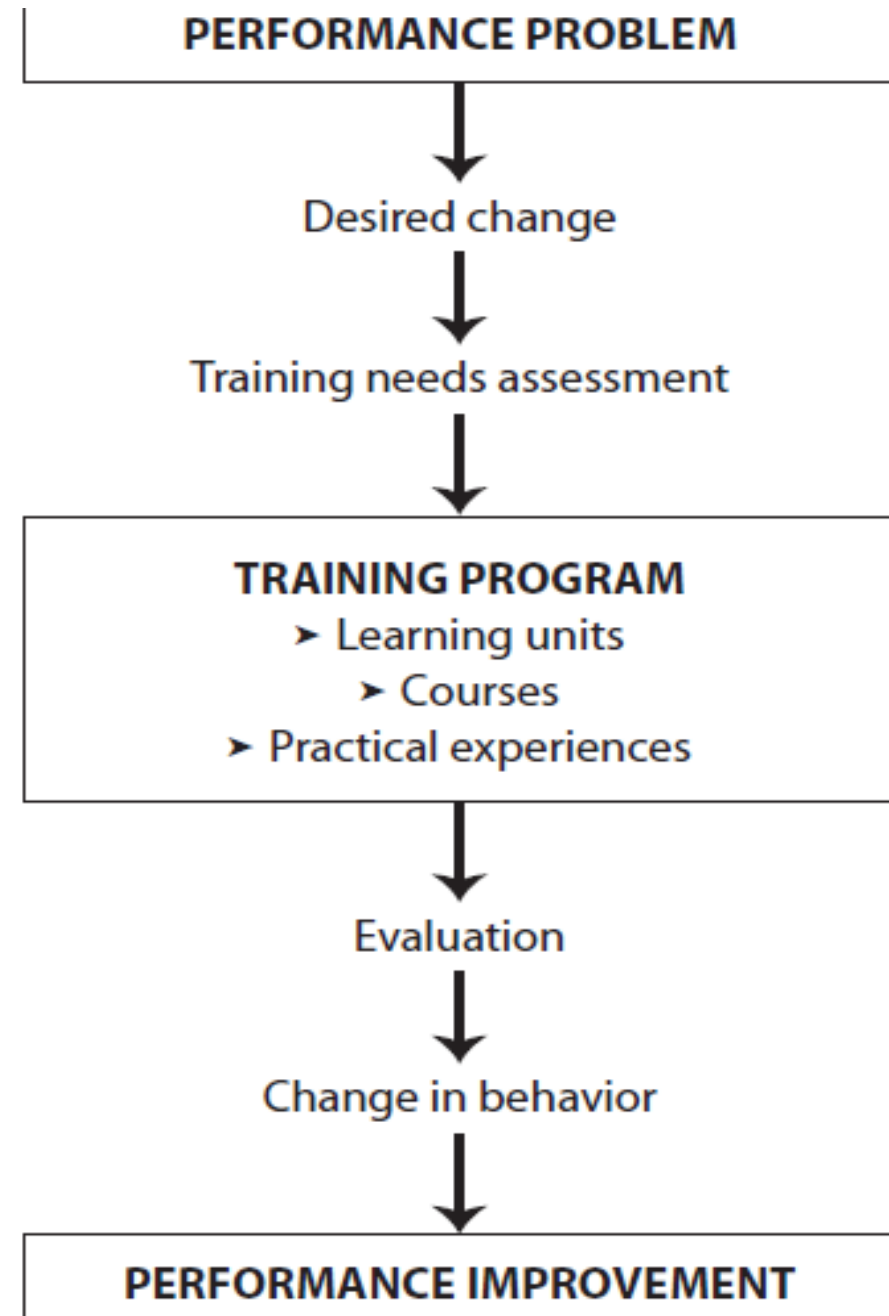 PERFORMANCE PROBLEM
Desired change
Training needs assessment
TRAINING PROGRAM
➤ Learning units
➤ Courses
➤ Practical experiences
Evaluation
Change in behavior
PERFORMANCE IMPROVEMENT